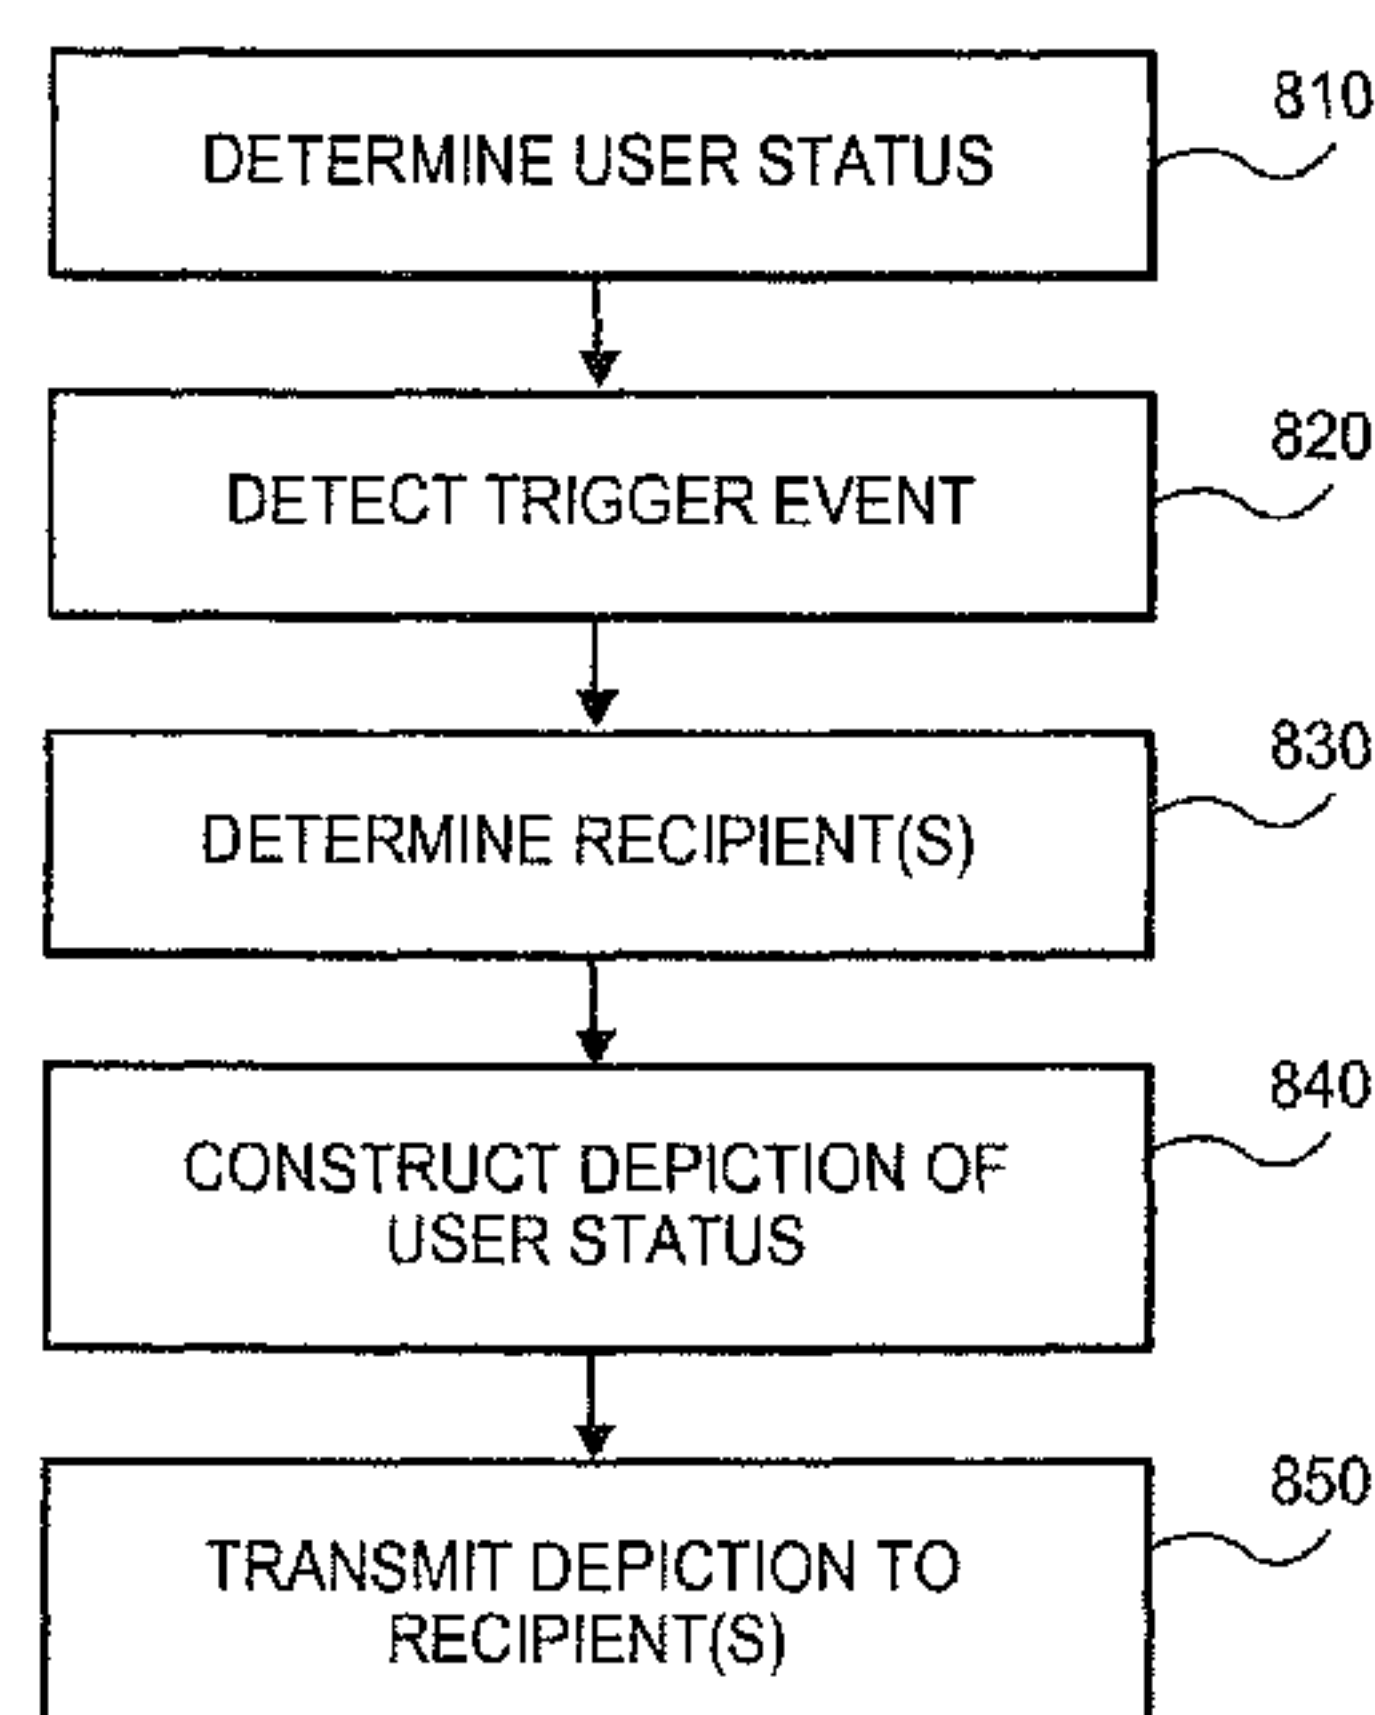 DETERMINE USER STATUS
810
DETECT TRIGGER EVENT
820
DETERMINE RECIPIENT(S)
830
CONSTRUCT DEPICTION OF
USER STATUS
840
TRANSMIT DEPICTION TO
RECIPIENT(S)
850